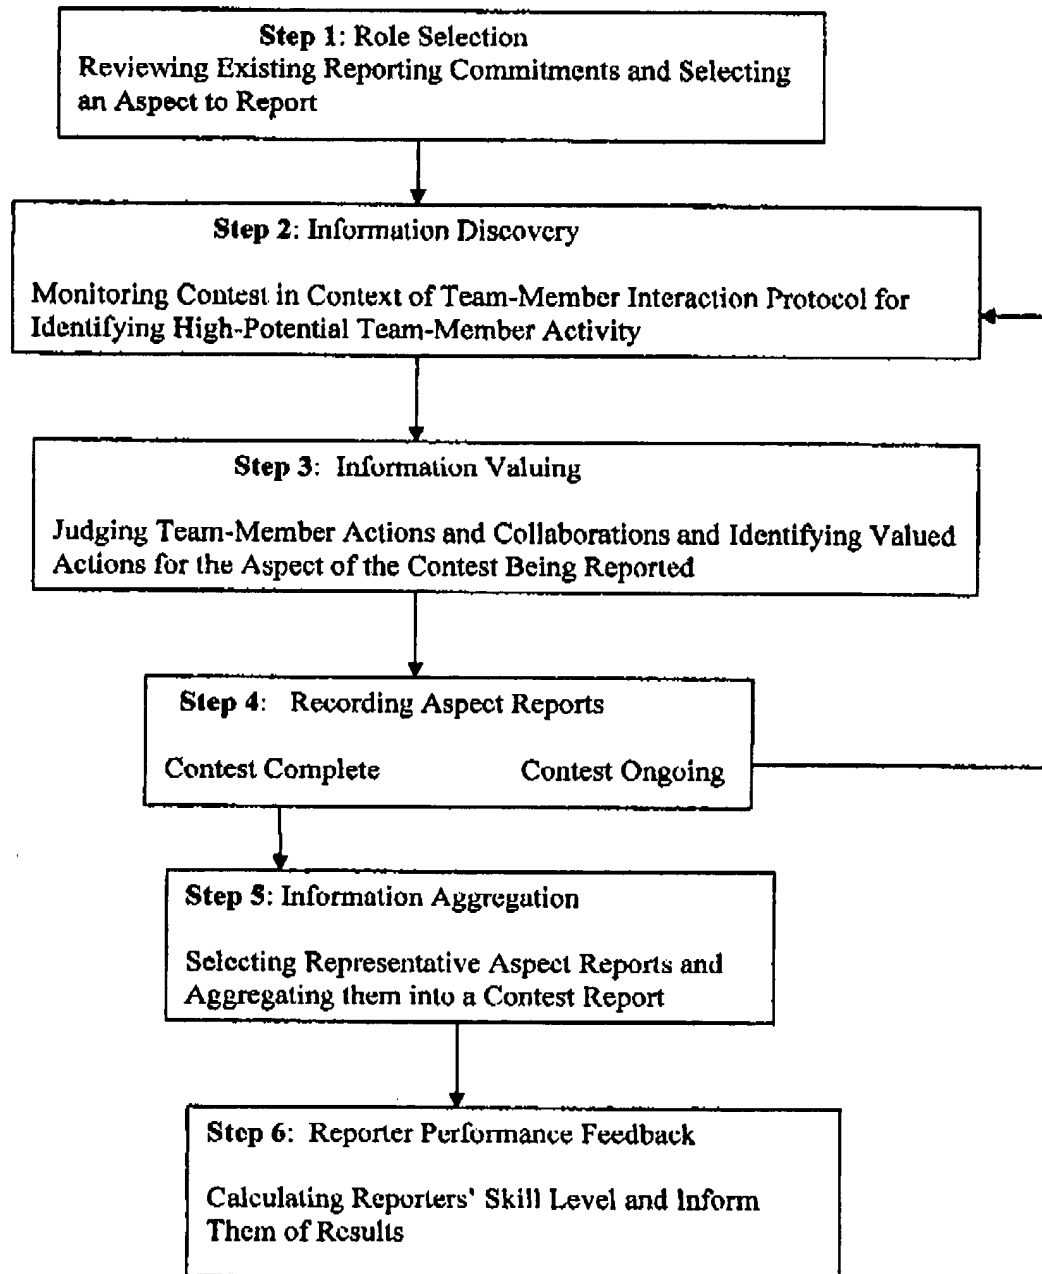 Step 1: Role Selection
Reviewing Existing Reporting Commitments and Selecting
an Aspect to Report
Step 2: Information Discovery
Monitoring Contest in Context of Team-Member Interaction Protocol for
Identifying High-Potential Team-Member Activity
Step 3: Information Valuing
Judging Team-Member Actions and Collaborations and Identifying Valued
Actions for the Aspect of the Contest Being Reported
Step 4: Recording Aspect Reports
Contest Complete Contest Ongoing
Step 5: Information Aggregation
Selecting Representative Aspect Reports and
Aggregating them into a Contest Report
Step 6: Reporter Performance Feedback
Calculating Reporters' Skill Level and Inform
Them of Results